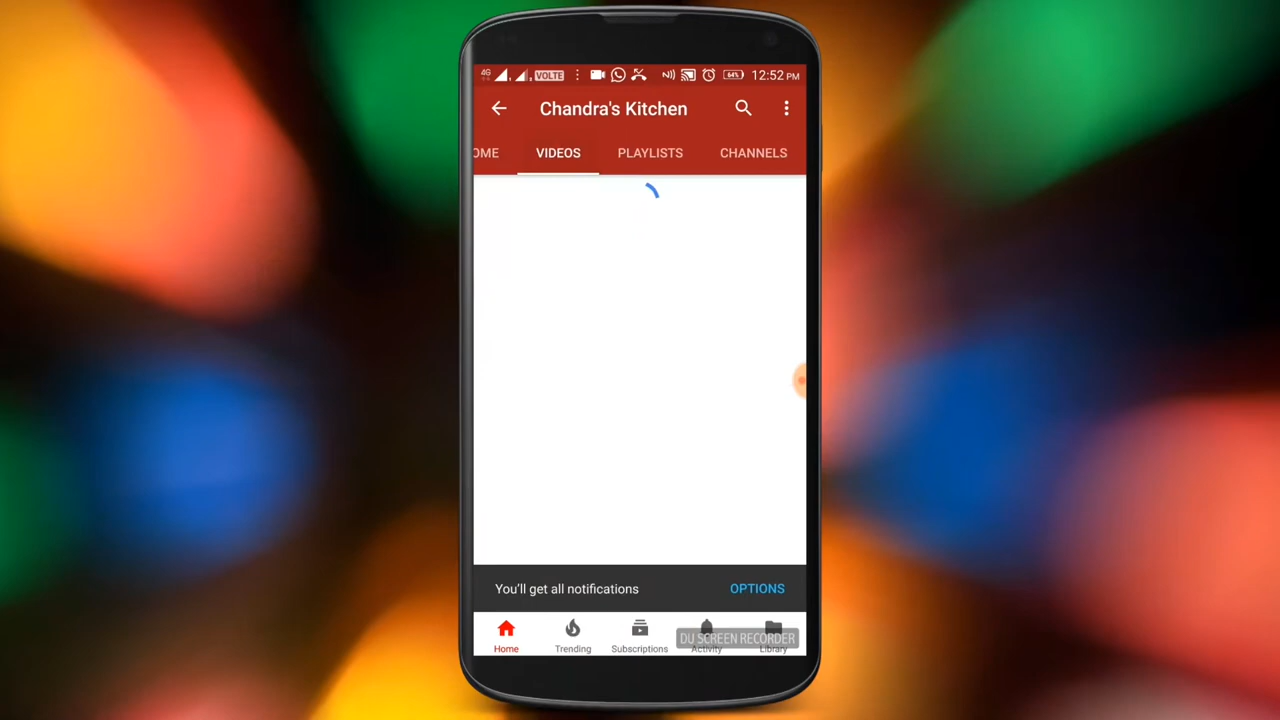 4G VOLTE 64% 12:52 PM
Chandra's Kitchen
OME VIDEOS PLAYLISTS CHANNELS
You'll get all notifications OPTIONS
DU SCREEN RECORDER
Home Trending Subscriptions Activity Library